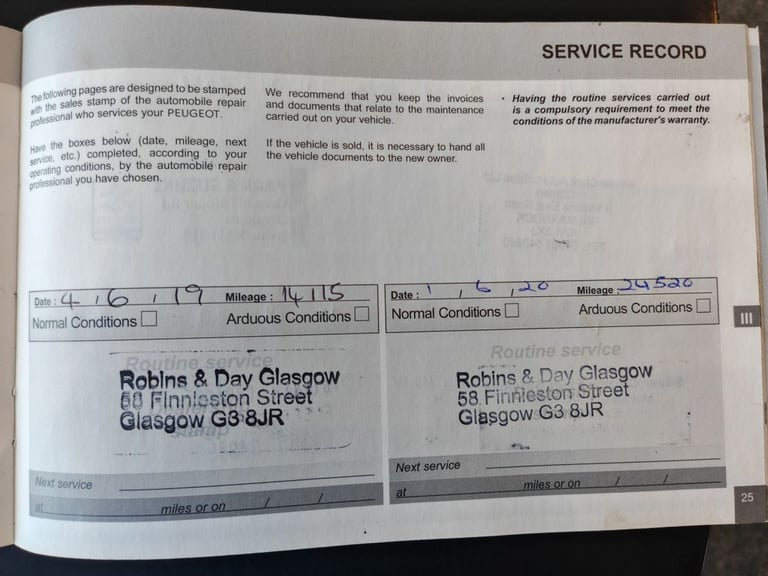 SERVICE RECORD
The following pages are designed to be stamped
with the sales stamp of the automobile repair
professional who services your PEUGEOT.
Have the boxes below (date, mileage, next
service, etc.) completed, according to your
operating conditions, by the automobile repair
professional you have chosen.
We recommend that you keep the invoices
and documents that relate to the maintenance
carried out on your vehicle.
If the vehicle is sold, it is necessary to hand all
the vehicle documents to the new owner.
• Having the routine services carried out
is a compulsory requirement to meet the
conditions of the manufacturer's warranty.
Date : 4 / 6 / 19 Mileage : 14115
Normal Conditions Arduous Conditions
Routine service
Robins & Day Glasgow
58 Finnieston Street
Glasgow G3 8JR
stamp
Next service
at miles or on / /
Date : 1 / 6 / 20 Mileage : 24520
Normal Conditions Arduous Conditions
Routine service
Robins & Day Glasgow
58 Finnieston Street
Glasgow G3 8JR
Next service
at miles or on / /
III
25